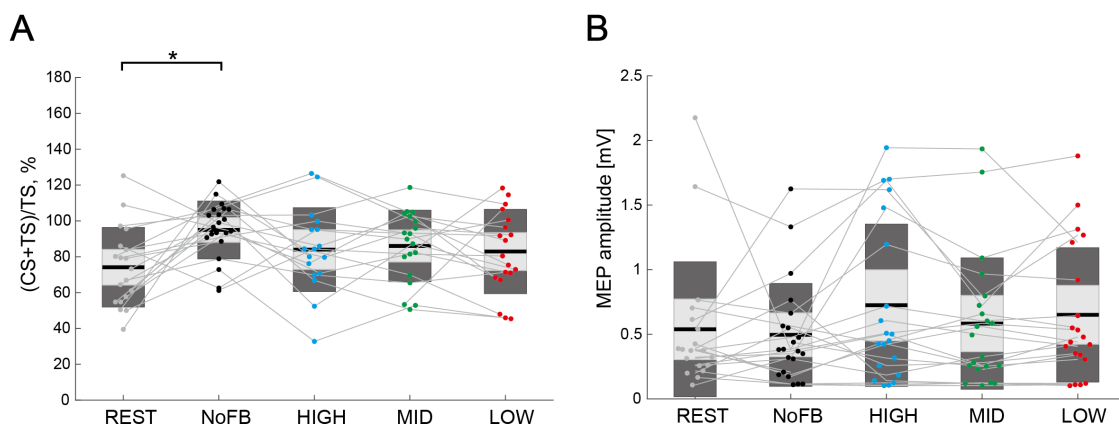 A
B
*
(CS+TS)/TS, %
180
160
140
120
100
80
60
40
20
0
REST NoFB HIGH MID LOW
MEP amplitude [mV]
2.5
2
1.5
1
0.5
0
REST NoFB HIGH MID LOW